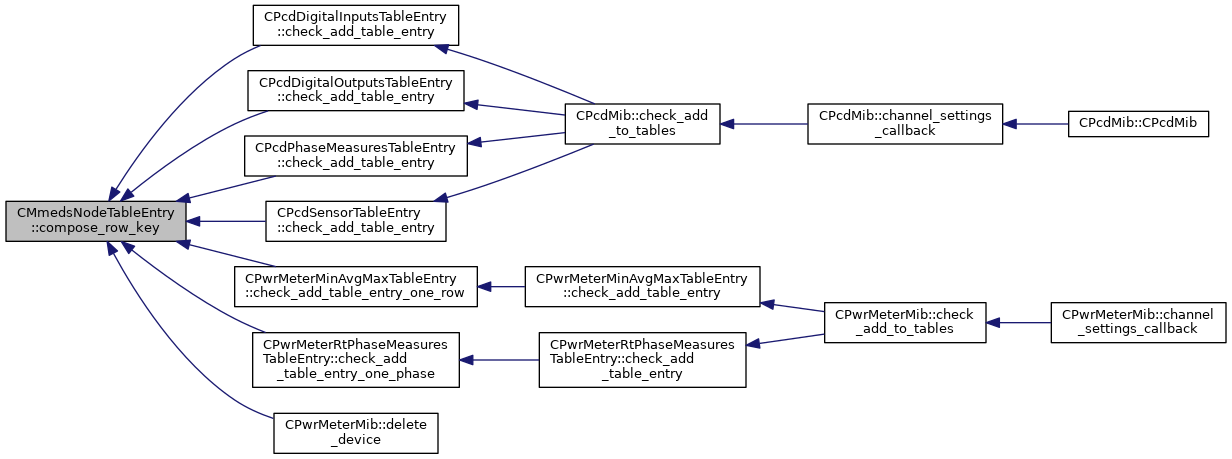 CPcdDigitalInputsTableEntry
::check_add_table_entry
CPcdDigitalOutputsTableEntry
::check_add_table_entry
CPcdMib::check_add
_to_tables
CPcdMib::channel_settings
_callback
CPcdMib::CPcdMib
CPcdPhaseMeasuresTableEntry
::check_add_table_entry
CMmedsNodeTableEntry
::compose_row_key
CPcdSensorTableEntry
::check_add_table_entry
CPwrMeterMinAvgMaxTableEntry
::check_add_table_entry_one_row
CPwrMeterMinAvgMaxTableEntry
::check_add_table_entry
CPwrMeterMib::check
_add_to_tables
CPwrMeterMib::channel
_settings_callback
CPwrMeterRtPhaseMeasures
TableEntry::check_add
_table_entry_one_phase
CPwrMeterRtPhaseMeasures
TableEntry::check_add
_table_entry
CPwrMeterMib::delete
_device